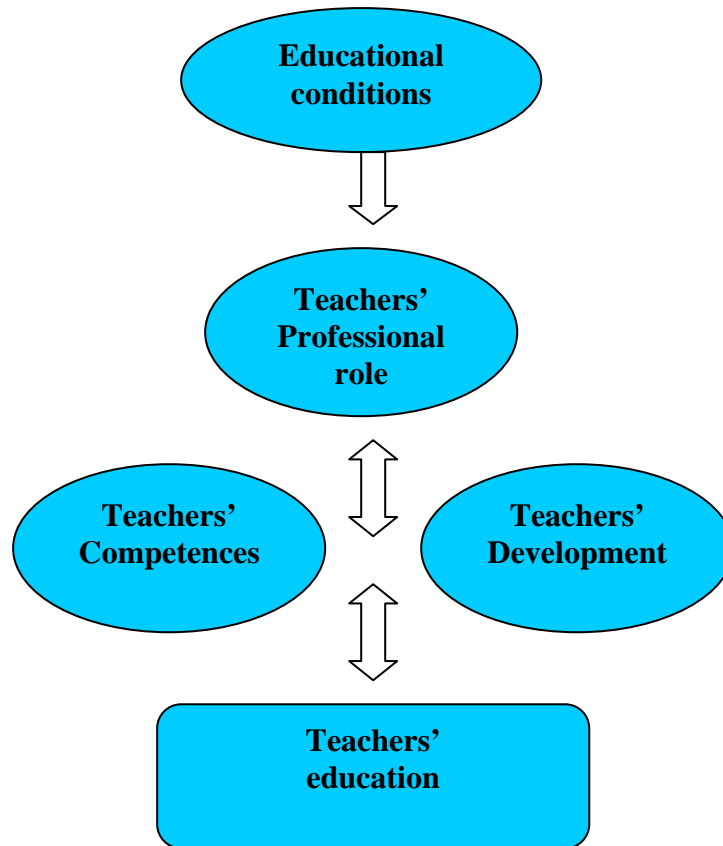 Educational
conditions
Teachers’
Professional
role
Teachers’
Competences
Teachers’
Development
Teachers’
education